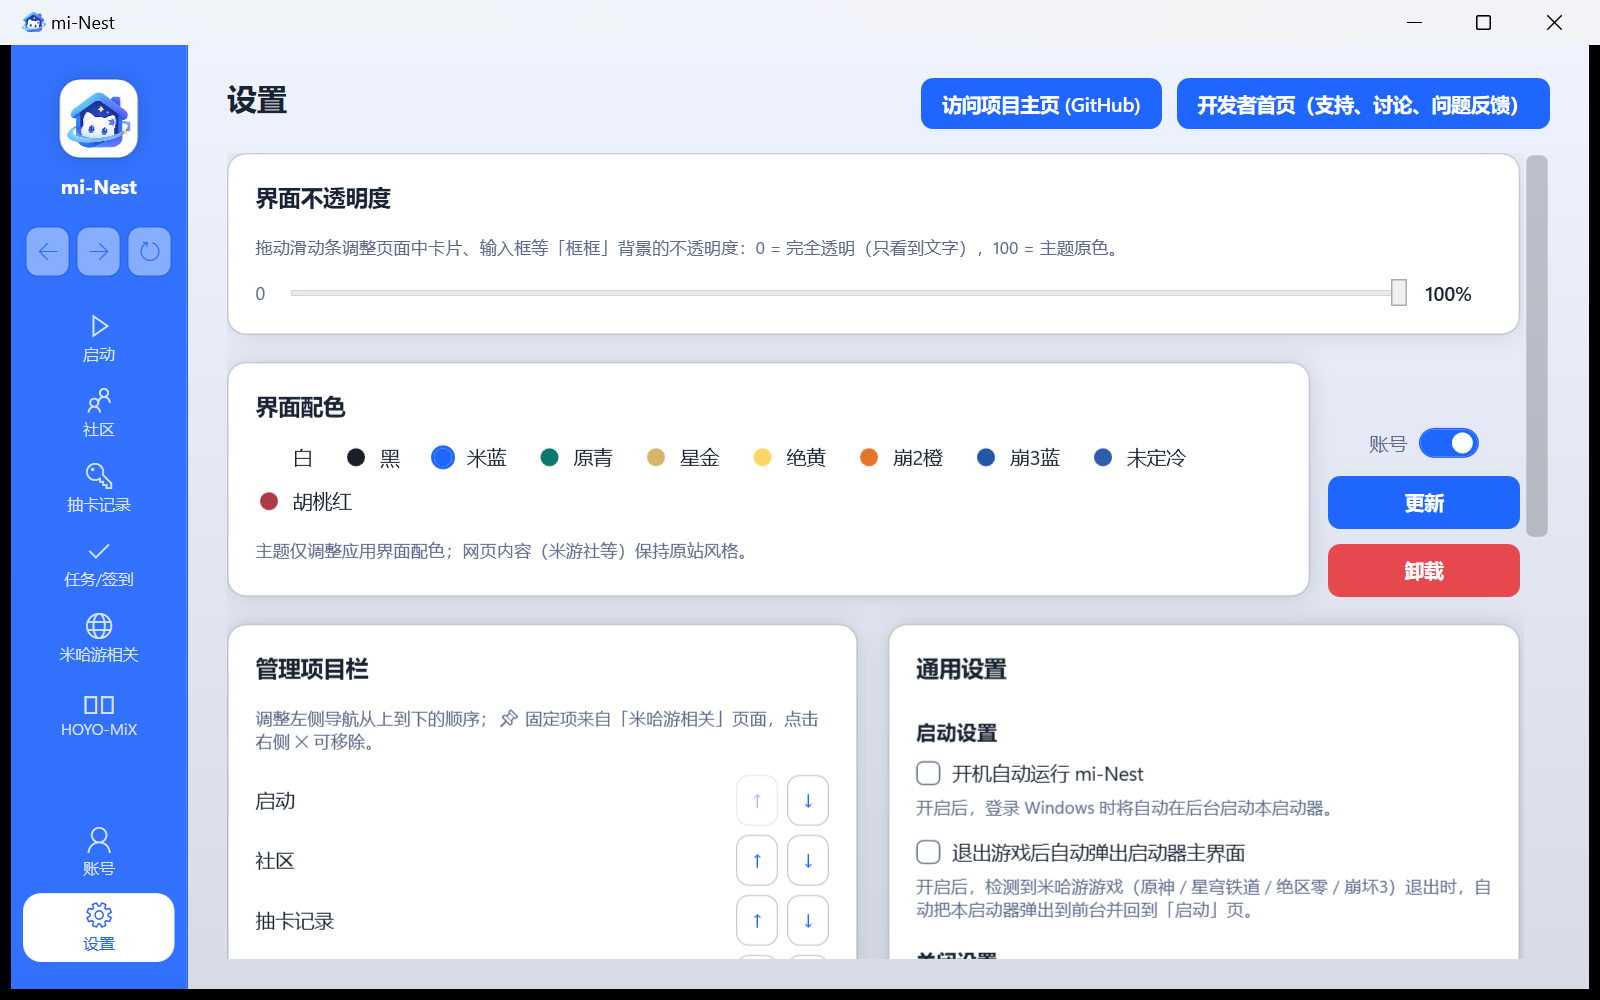 mi-Nest
mi-Nest
启动
社区
抽卡记录
任务/签到
米哈游相关
HOYO-MiX
账号
设置
设置
访问项目主页 (GitHub)
开发者首页（支持、讨论、问题反馈）
界面不透明度
拖动滑动条调整页面中卡片、输入框等「框框」背景的不透明度：0 = 完全透明（只看到文字），100 = 主题原色。
0
100%
界面配色
白 黑 米蓝 原青 星金 绝黄 崩2橙 崩3蓝 未定冷
胡桃红
主题仅调整应用界面配色；网页内容（米游社等）保持原站风格。
账号
更新
卸载
管理项目栏
调整左侧导航从上到下的顺序；📌 固定项来自「米哈游相关」页面，点击
右侧 × 可移除。
启动 ↑ ↓
社区 ↑ ↓
抽卡记录 ↑ ↓
通用设置
启动设置
开机自动运行 mi-Nest
开启后，登录 Windows 时将自动在后台启动本启动器。
退出游戏后自动弹出启动器主界面
开启后，检测到米哈游游戏（原神 / 星穹铁道 / 绝区零 / 崩坏3）退出时，自
动把本启动器弹出到前台并回到「启动」页。
关闭设置